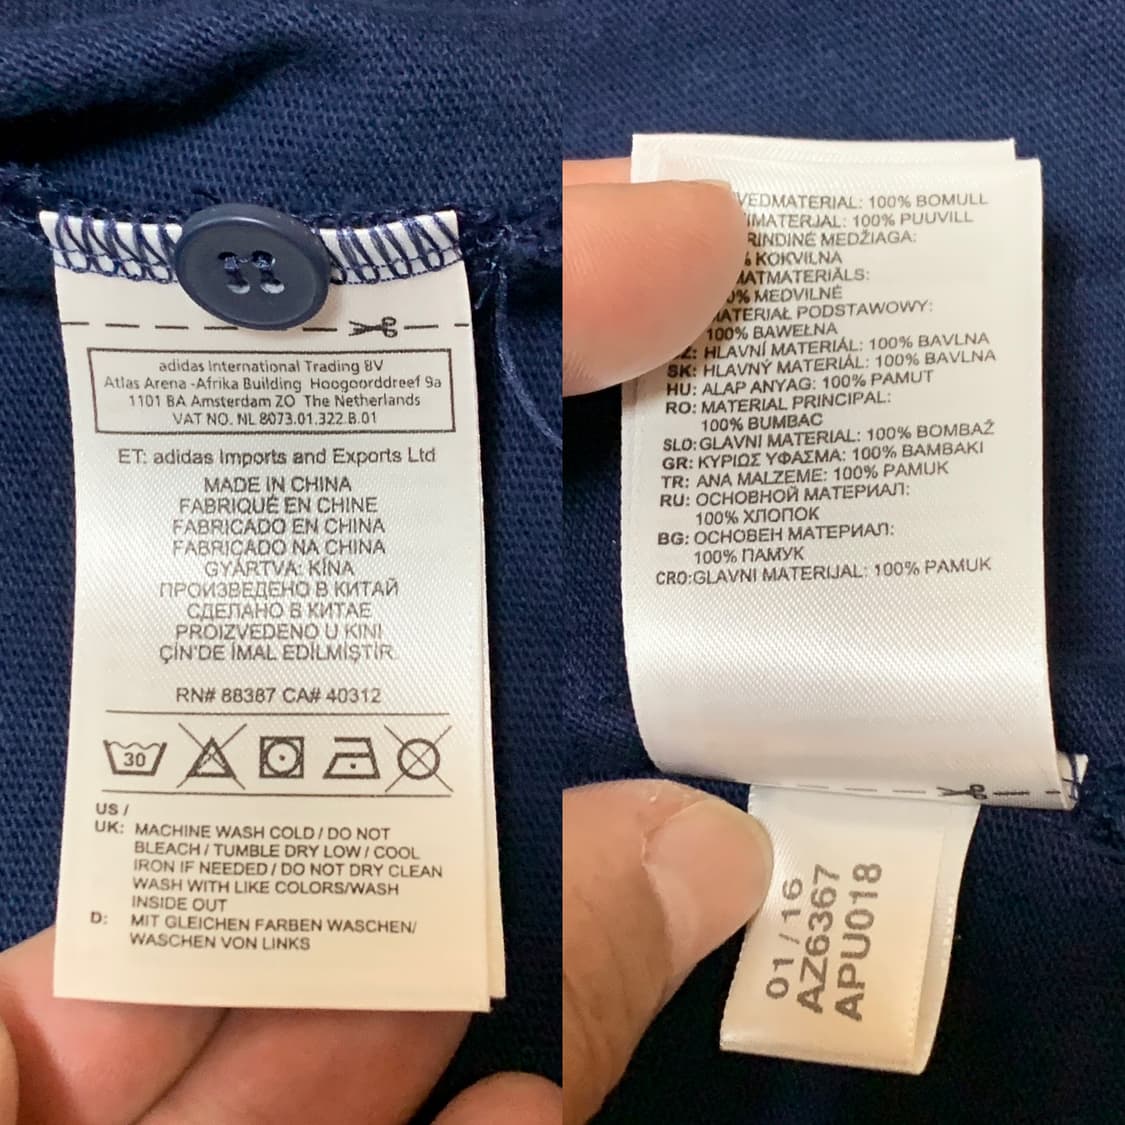 adidas International Trading BV
Atlas Arena -Afrika Building Hoogoorddreef 9a
1101 BA Amsterdam ZO The Netherlands
VAT NO. NL 8073.01.322.B.01
ET: adidas Imports and Exports Ltd
MADE IN CHINA
FABRIQUÉ EN CHINE
FABRICADO EN CHINA
FABRICADO NA CHINA
GYÁRTVA: KÍNA
ПРОИЗВЕДЕНО В КИТАЙ
СДЕЛАНО В КИТАЕ
PROIZVEDENO U KINI
ÇİN'DE İMAL EDİLMİŞTİR.
RN# 88387 CA# 40312
30
US /
UK: MACHINE WASH COLD / DO NOT
BLEACH / TUMBLE DRY LOW / COOL
IRON IF NEEDED / DO NOT DRY CLEAN
WASH WITH LIKE COLORS/WASH
INSIDE OUT
D: MIT GLEICHEN FARBEN WASCHEN/
WASCHEN VON LINKS
VEDMATERIAL: 100% BOMULL
IMATERJAL: 100% PUUVILL
RINDINĖ MEDŽIAGA:
% KOKVILNA
MATMATERIĀLS:
0% MEDVILNĖ
MATERIAŁ PODSTAWOWY:
100% BAWEŁNA
CZ: HLAVNÍ MATERIÁL: 100% BAVLNA
SK: HLAVNÝ MATERIÁL: 100% BAVLNA
HU: ALAP ANYAG: 100% PAMUT
RO: MATERIAL PRINCIPAL:
100% BUMBAC
SLO: GLAVNI MATERIAL: 100% BOMBAŽ
GR: ΚΥΡΙΩΣ ΥΦΑΣΜΑ: 100% ΒΑΜΒΑΚΙ
TR: ANA MALZEME: 100% PAMUK
RU: ОСНОВНОЙ МАТЕРИАЛ:
100% ХЛОПОК
BG: ОСНОВЕН МАТЕРИАЛ:
100% ПАМУК
CRO: GLAVNI MATERIJAL: 100% PAMUK
01/16
AZ6367
APU018